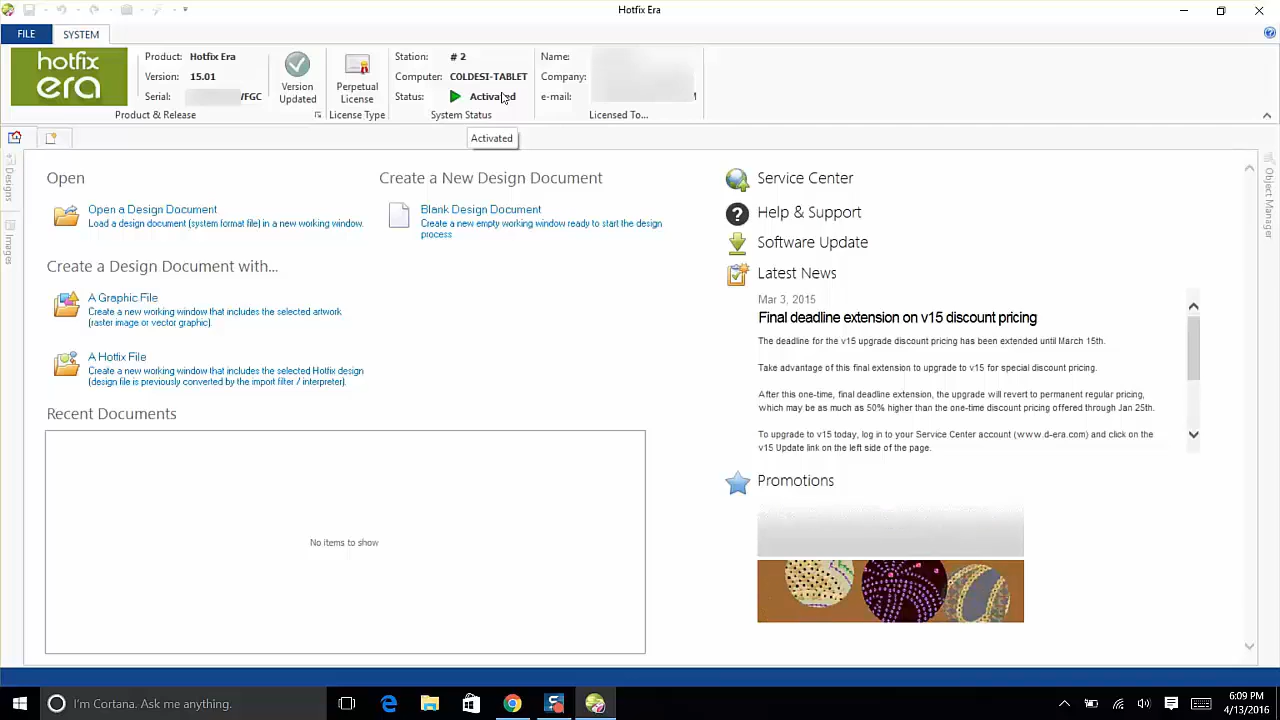 Hotfix Era
FILE
SYSTEM
hotfix
era
Product: Hotfix Era
Version: 15.01
Serial: /FGC
Product & Release
Version
Updated
Perpetual
License
License Type
Station: # 2
Computer: COLDESI-TABLET
Status: Activated
System Status
Name:
Company:
e-mail:
Licensed To...
Activated
Designs
Images
Object Manager
Open
Open a Design Document
Load a design document (system format file) in a new working window.
Create a Design Document with...
A Graphic File
Create a new working window that includes the selected artwork
(raster image or vector graphic).
A Hotfix File
Create a new working window that includes the selected Hotfix design
(design file is previously converted by the import filter / interpreter).
Recent Documents
No items to show
Create a New Design Document
Blank Design Document
Create a new empty working window ready to start the design
process
Service Center
Help & Support
Software Update
Latest News
Mar 3, 2015
Final deadline extension on v15 discount pricing
The deadline for the v15 upgrade discount pricing has been extended until March 15th.
Take advantage of this final extension to upgrade to v15 for special discount pricing.
After this one-time, final deadline extension, the upgrade will revert to permanent regular pricing,
which may be as much as 50% higher than the one-time discount pricing offered through Jan 25th.
To upgrade to v15 today, log in to your Service Center account (www.d-era.com) and click on the
v15 Update link on the left side of the page.
Promotions
I'm Cortana. Ask me anything.
6:09 PM
4/13/2016